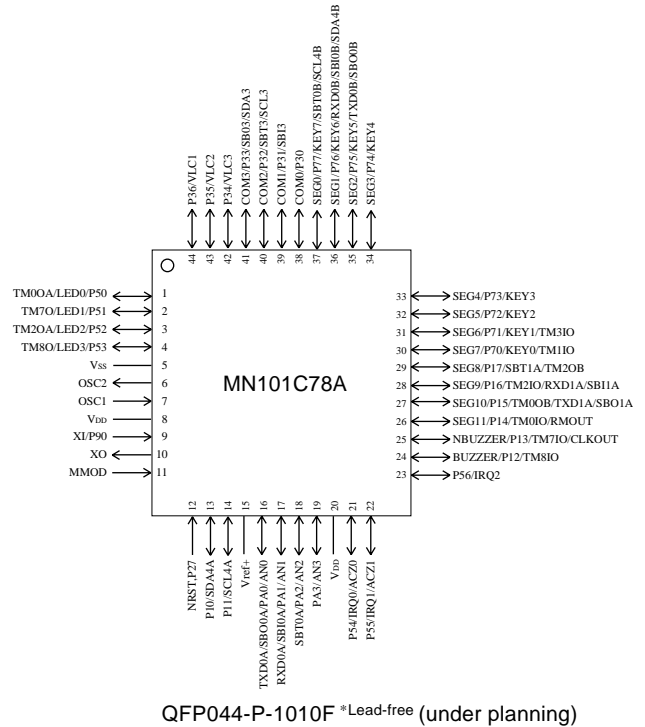 P36/VLC1
P35/VLC2
P34/VLC3
COM3/P33/SB03/SDA3
COM2/P32/SBT3/SCL3
COM1/P31/SBI3
COM0/P30
SEG0/P77/KEY7/SBT0B/SCL4B
SEG1/P76/KEY6/RXD0B/SBI0B/SDA4B
SEG2/P75/KEY5/TXD0B/SBO0B
SEG3/P74/KEY4
44 43 42 41 40 39 38 37 36 35 34
TM0OA/LED0/P50 1
TM7O/LED1/P51 2
TM2OA/LED2/P52 3
TM8O/LED3/P53 4
Vss 5
OSC2 6
OSC1 7
VDD 8
XI/P90 9
XO 10
MMOD 11
MN101C78A
33 SEG4/P73/KEY3
32 SEG5/P72/KEY2
31 SEG6/P71/KEY1/TM3IO
30 SEG7/P70/KEY0/TM1IO
29 SEG8/P17/SBT1A/TM2OB
28 SEG9/P16/TM2IO/RXD1A/SBI1A
27 SEG10/P15/TM0OB/TXD1A/SBO1A
26 SEG11/P14/TM0IO/RMOUT
25 NBUZZER/P13/TM7IO/CLKOUT
24 BUZZER/P12/TM8IO
23 P56/IRQ2
12 13 14 15 16 17 18 19 20 21 22
NRST,P27
P10/SDA4A
P11/SCL4A
Vref+
TXD0A/SBO0A/PA0/AN0
RXD0A/SBI0A/PA1/AN1
SBT0A/PA2/AN2
PA3/AN3
VDD
P54/IRQ0/ACZ0
P55/IRQ1/ACZ1
QFP044-P-1010F *Lead-free (under planning)